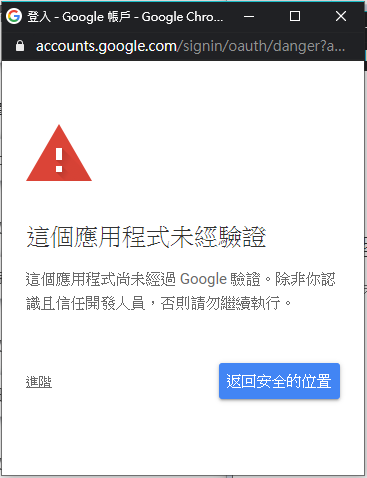 登入 - Google 帳戶 - Google Chro...
accounts.google.com/signin/oauth/danger?a...
這個應用程式未經驗證
這個應用程式尚未經過 Google 驗證。除非你認
識且信任開發人員，否則請勿繼續執行。
進階
返回安全的位置